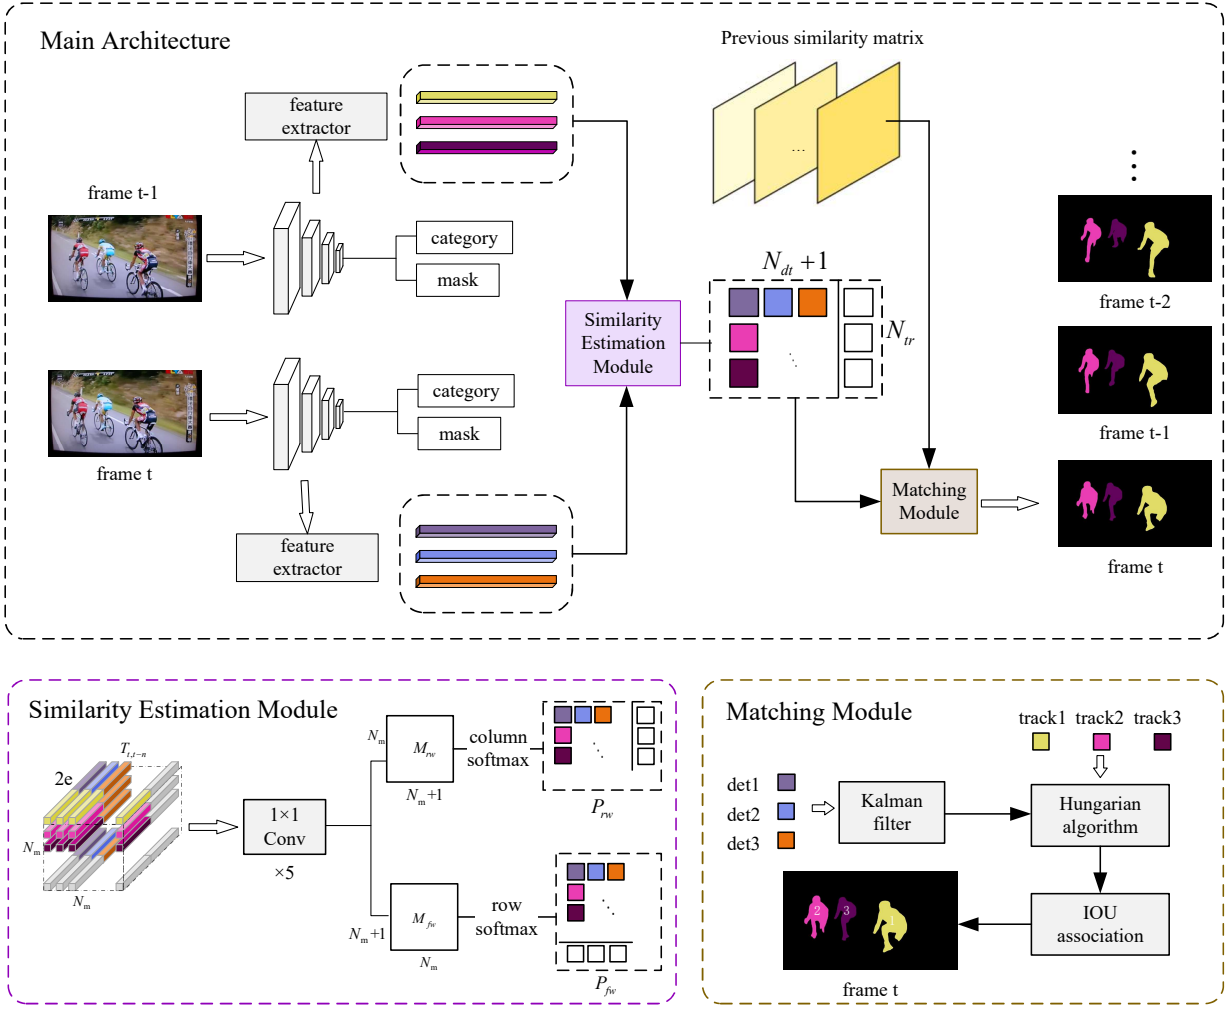 Main Architecture
Previous similarity matrix
feature
extractor
...
frame t-1
category
mask
N_dt + 1
frame t-2
Similarity
Estimation
Module
N_tr
category
mask
frame t-1
frame t
Matching
Module
feature
extractor
frame t
Similarity Estimation Module
T_t,t−n
2e
N_m
N_m
1×1
Conv
×5
N_m
M_rw
N_m+1
column
softmax
P_rw
M_fw
N_m+1
N_m
row
softmax
P_fw
Matching Module
track1 track2 track3
det1
det2
det3
Kalman
filter
Hungarian
algorithm
IOU
association
2 3 1
frame t